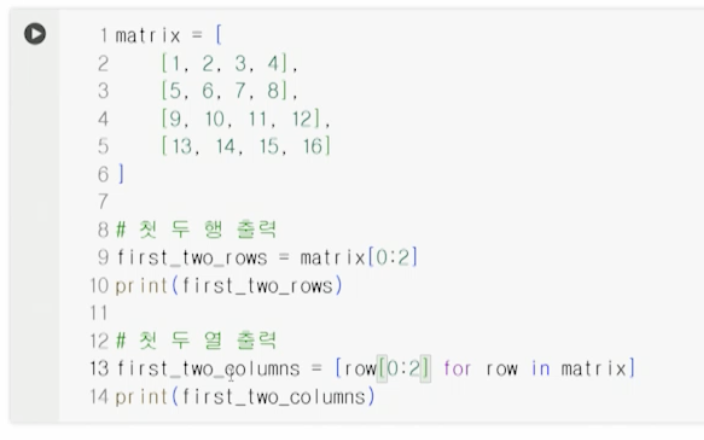 1 matrix = [
2     [1, 2, 3, 4],
3     [5, 6, 7, 8],
4     [9, 10, 11, 12],
5     [13, 14, 15, 16]
6 ]
7
8 # 첫 두 행 출력
9 first_two_rows = matrix[0:2]
10 print(first_two_rows)
11
12 # 첫 두 열 출력
13 first_two_columns = [row[0:2] for row in matrix]
14 print(first_two_columns)